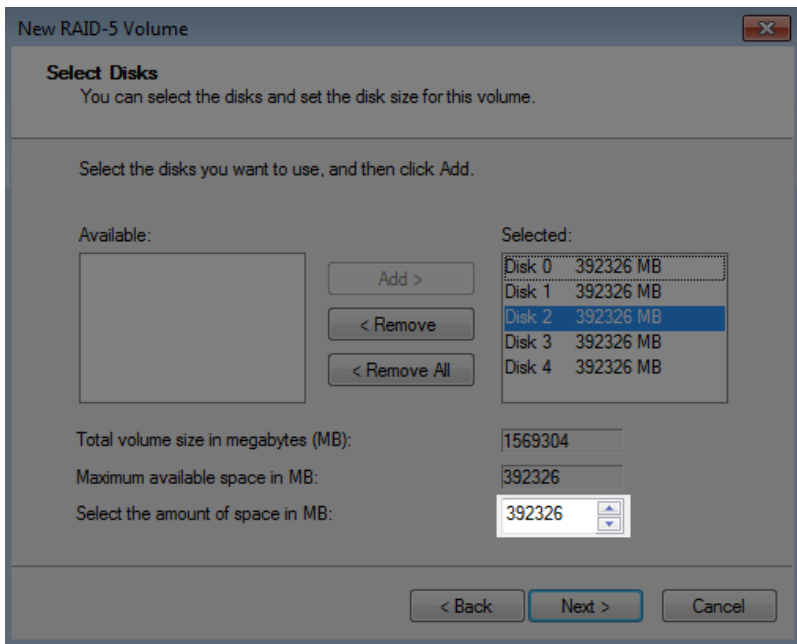 New RAID-5 Volume
Select Disks
You can select the disks and set the disk size for this volume.
Select the disks you want to use, and then click Add.
Available:
Selected:
Add >
< Remove
< Remove All
Disk 0 392326 MB
Disk 1 392326 MB
Disk 2 392326 MB
Disk 3 392326 MB
Disk 4 392326 MB
Total volume size in megabytes (MB): 1569304
Maximum available space in MB: 392326
Select the amount of space in MB: 392326
< Back Next > Cancel